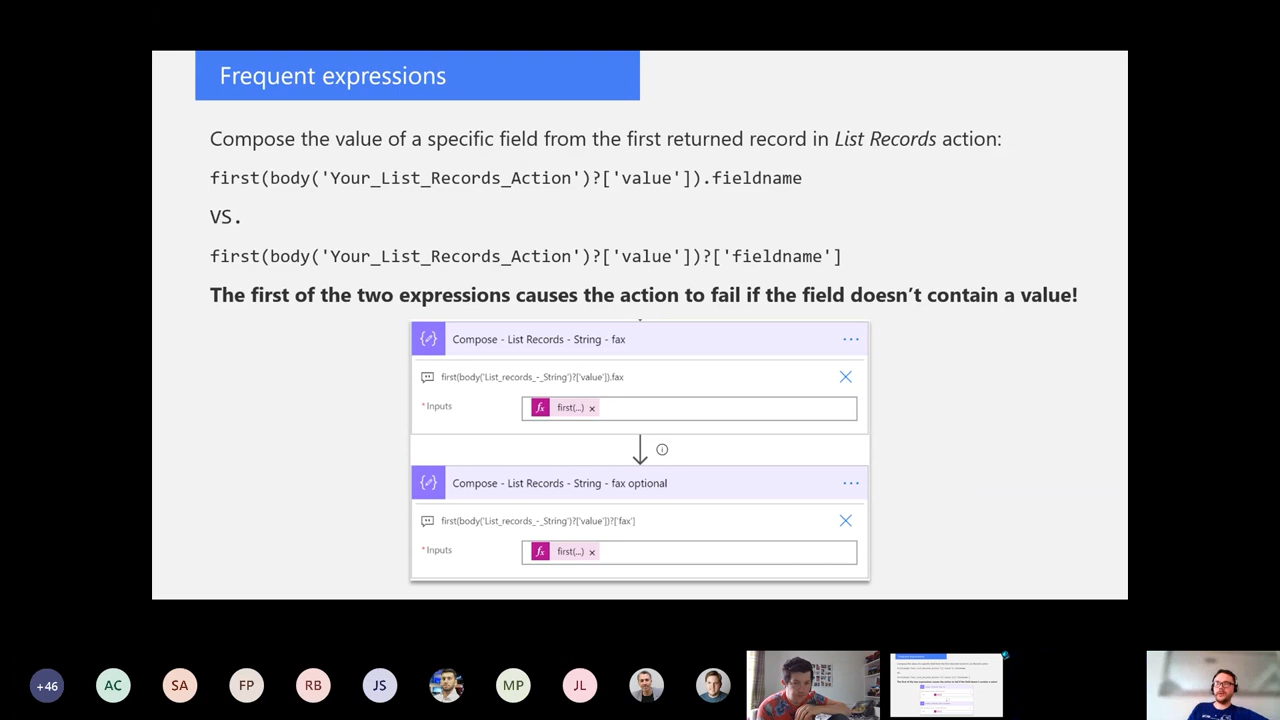 Frequent expressions
Compose the value of a specific field from the first returned record in List Records action:
first(body('Your_List_Records_Action')?['value']).fieldname
VS.
first(body('Your_List_Records_Action')?['value'])?['fieldname']
The first of the two expressions causes the action to fail if the field doesn't contain a value!
Compose - List Records - String - fax
first(body('List_records_-_String')?['value']).fax
* Inputs
fx first(...) ×
Compose - List Records - String - fax optional
first(body('List_records_-_String')?['value'])?['fax']
* Inputs
fx first(...) ×
+46
SA
RB
JL